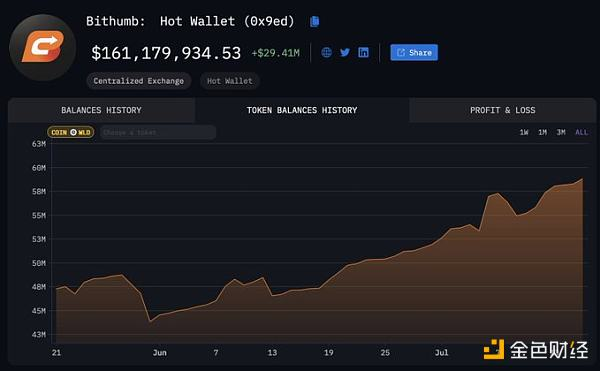 Bithumb: Hot Wallet (0x9ed)
$161,179,934.53 +$29.41M Share
Centralized Exchange Hot Wallet
BALANCES HISTORY TOKEN BALANCES HISTORY PROFIT & LOSS
COIN WLD Choose a token 1W 1M 3M ALL
63M
60M
58M
55M
53M
50M
48M
45M
43M
21 Jun 7 13 19 25 Jul
金色财经